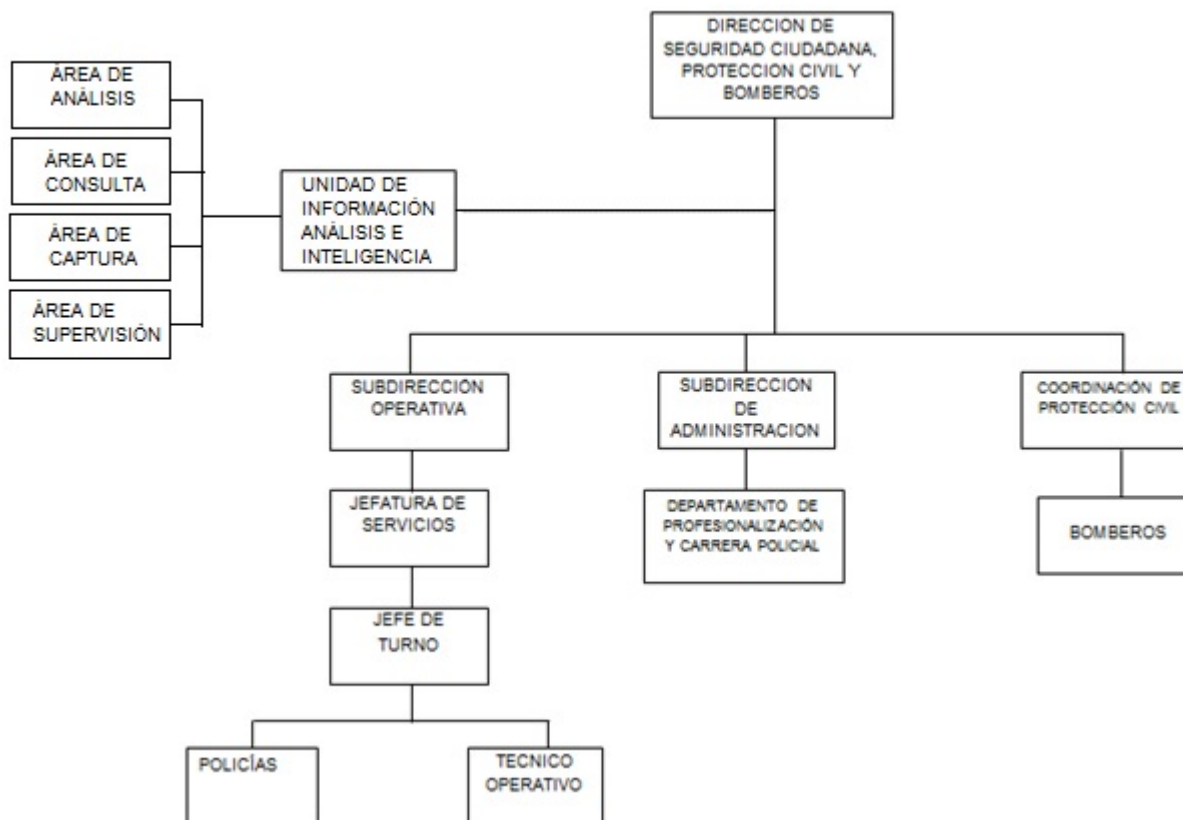 DIRECCION DE
SEGURIDAD CIUDADANA,
PROTECCION CIVIL Y
BOMBEROS
ÁREA DE
ANÁLISIS
ÁREA DE
CONSULTA
ÁREA DE
CAPTURA
ÁREA DE
SUPERVISIÓN
UNIDAD DE
INFORMACIÓN
ANÁLISIS E
INTELIGENCIA
SUBDIRECCIÓN
OPERATIVA
SUBDIRECCION
DE
ADMINISTRACION
COORDINACIÓN DE
PROTECCIÓN CIVIL
JEFATURA DE
SERVICIOS
DEPARTAMENTO DE
PROFESIONALIZACIÓN
Y CARRERA POLICIAL
BOMBEROS
JEFE DE
TURNO
POLICÍAS
TECNICO
OPERATIVO